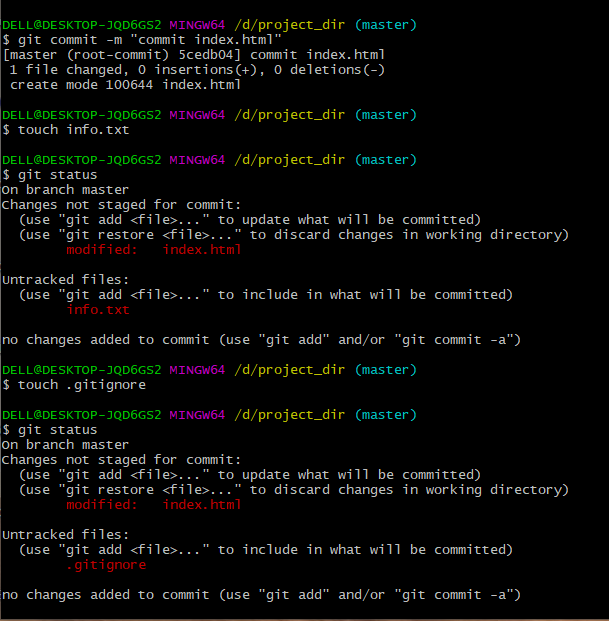 DELL@DESKTOP-JQD6GS2 MINGW64 /d/project_dir (master)
$ git commit -m "commit index.html"
[master (root-commit) 5cedb04] commit index.html
 1 file changed, 0 insertions(+), 0 deletions(-)
 create mode 100644 index.html

DELL@DESKTOP-JQD6GS2 MINGW64 /d/project_dir (master)
$ touch info.txt

DELL@DESKTOP-JQD6GS2 MINGW64 /d/project_dir (master)
$ git status
On branch master
Changes not staged for commit:
  (use "git add <file>..." to update what will be committed)
  (use "git restore <file>..." to discard changes in working directory)
        modified:   index.html

Untracked files:
  (use "git add <file>..." to include in what will be committed)
        info.txt

no changes added to commit (use "git add" and/or "git commit -a")

DELL@DESKTOP-JQD6GS2 MINGW64 /d/project_dir (master)
$ touch .gitignore

DELL@DESKTOP-JQD6GS2 MINGW64 /d/project_dir (master)
$ git status
On branch master
Changes not staged for commit:
  (use "git add <file>..." to update what will be committed)
  (use "git restore <file>..." to discard changes in working directory)
        modified:   index.html

Untracked files:
  (use "git add <file>..." to include in what will be committed)
        .gitignore

no changes added to commit (use "git add" and/or "git commit -a")